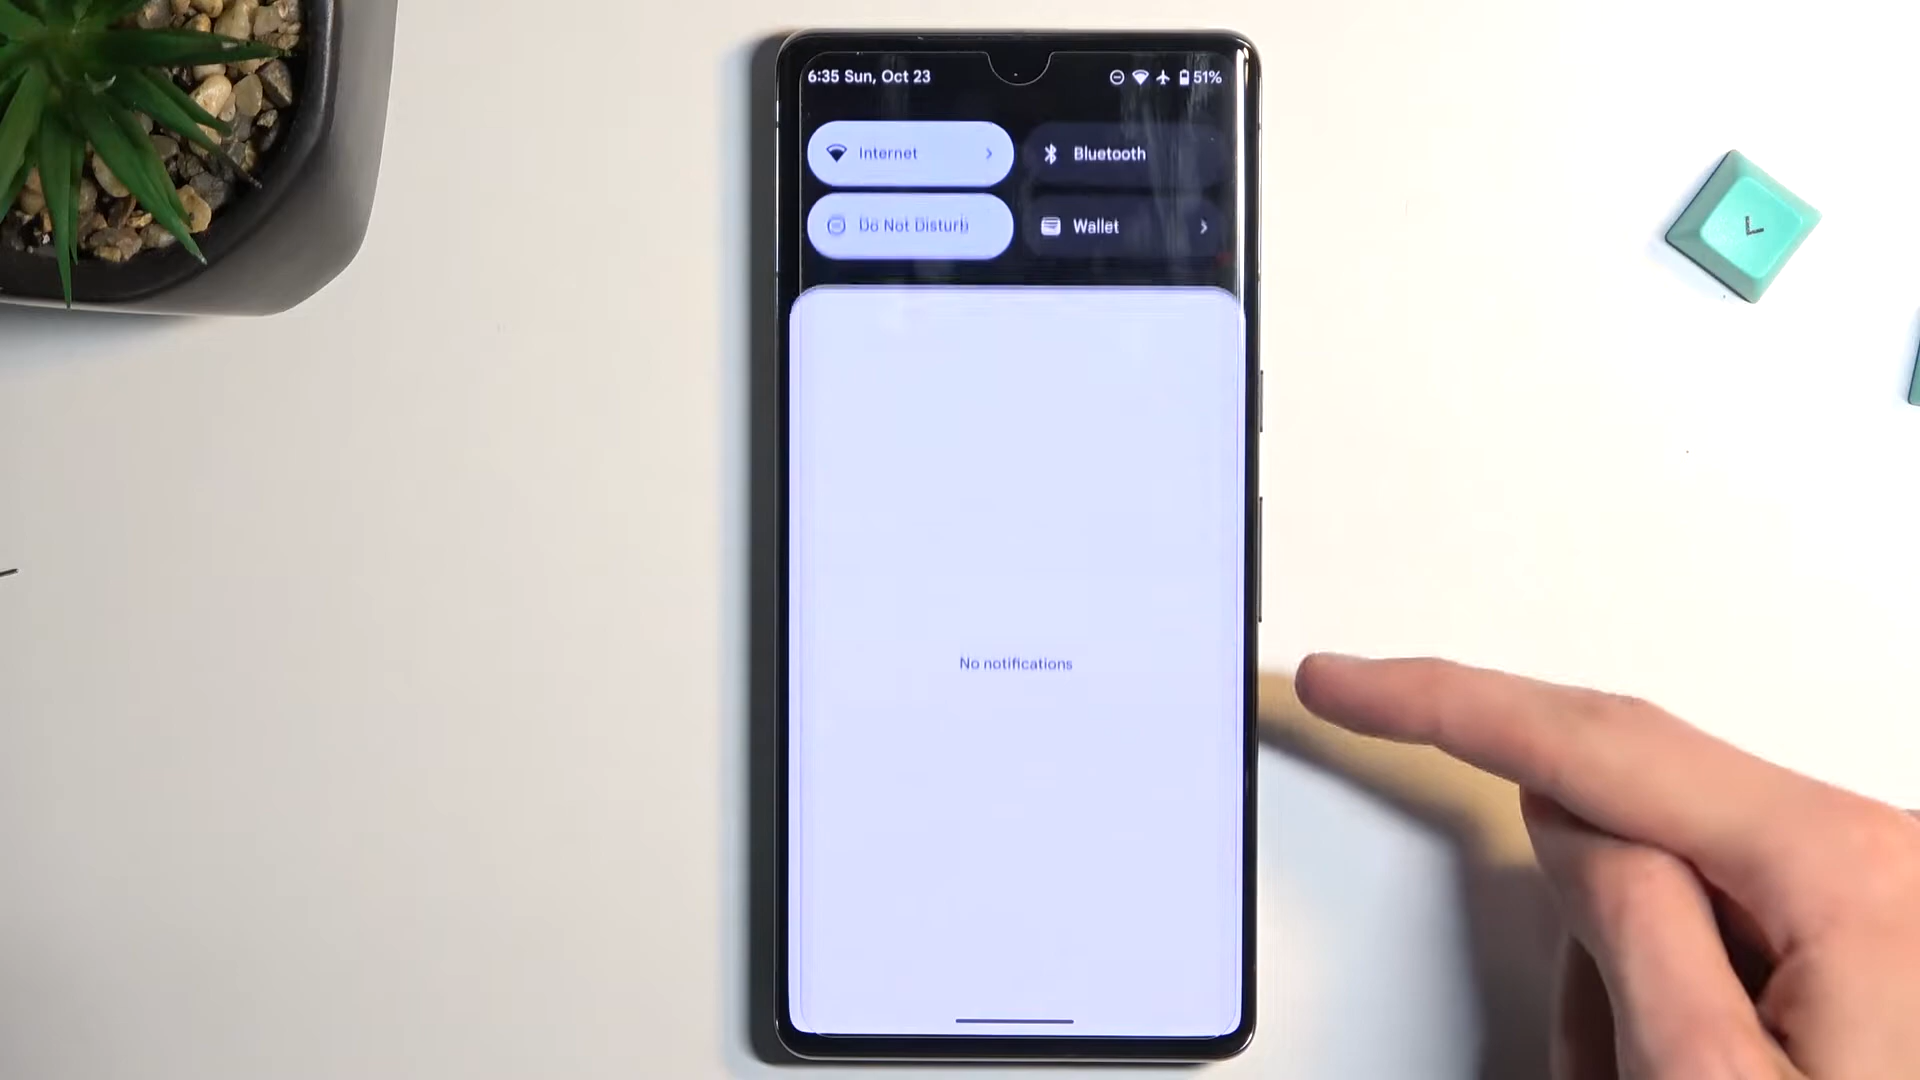 6:35 Sun, Oct 23 51%
Internet Bluetooth
Do Not Disturb Wallet
No notifications